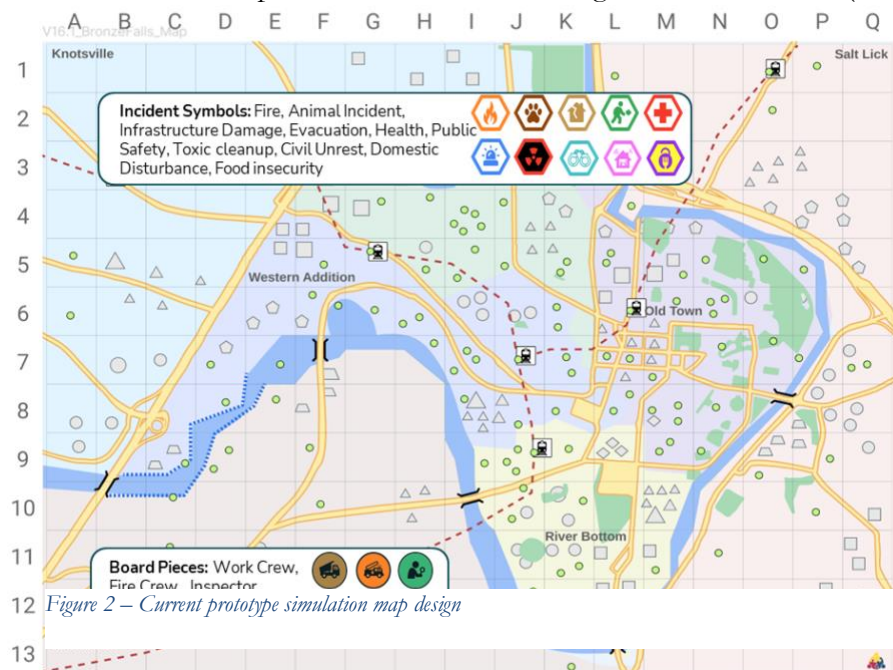 A B C D E F G H I J K L M N O P Q
V16.1_BronzeFalls_Map
Knotsville
Salt Lick
1
2
Incident Symbols: Fire, Animal Incident,
Infrastructure Damage, Evacuation, Health, Public
Safety, Toxic cleanup, Civil Unrest, Domestic
Disturbance, Food insecurity
3
4
5
Western Addition
6
Old Town
7
8
9
10
River Bottom
11
Board Pieces: Work Crew,
Fire Crew, Inspector
12
Figure 2 – Current prototype simulation map design
13